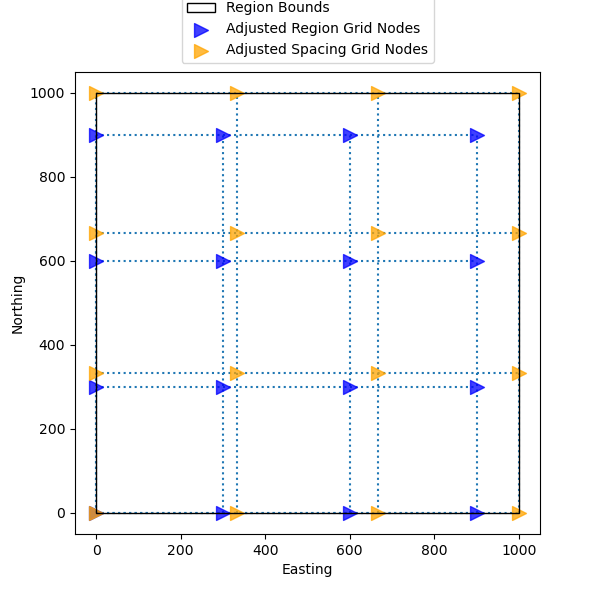 Region Bounds
Adjusted Region Grid Nodes
Adjusted Spacing Grid Nodes
1000
800
600
400
200
0
Northing
0 200 400 600 800 1000
Easting